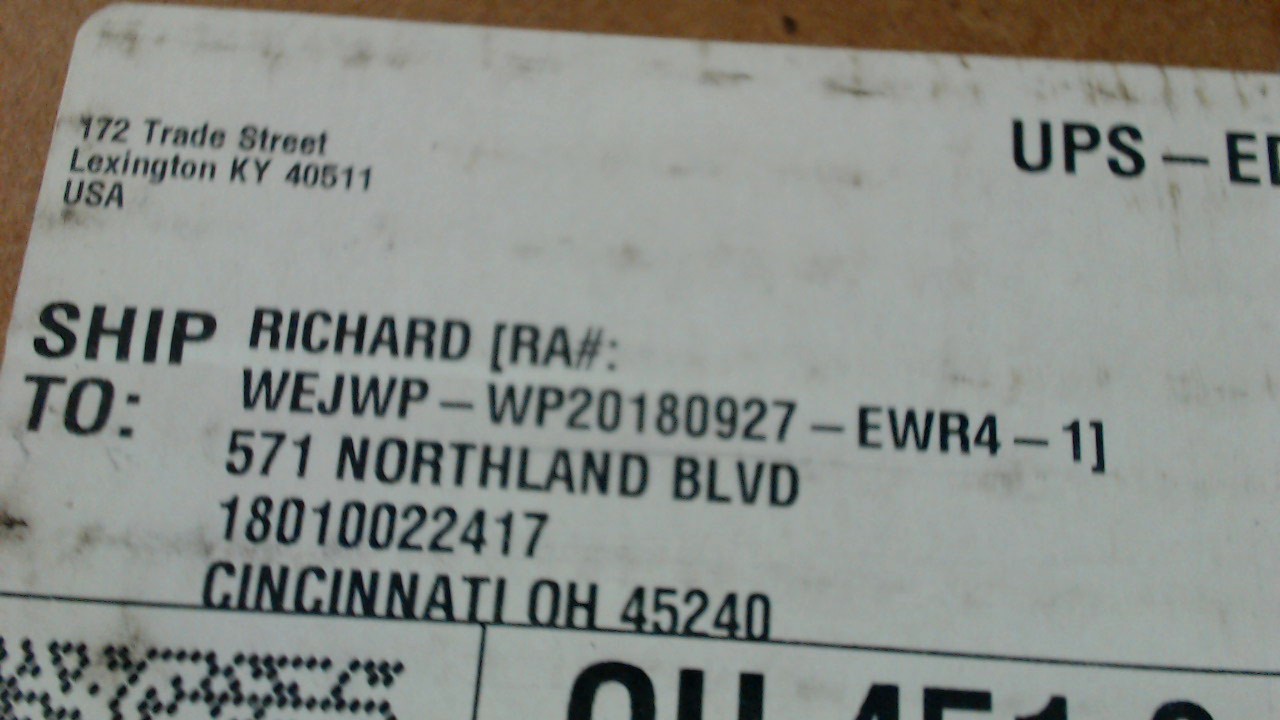 172 Trade Street
Lexington KY 40511
USA
UPS – ED
SHIP TO:
RICHARD [RA#:
WEJWP – WP20180927 – EWR4 – 1]
571 NORTHLAND BLVD
18010022417
CINCINNATI OH 45240